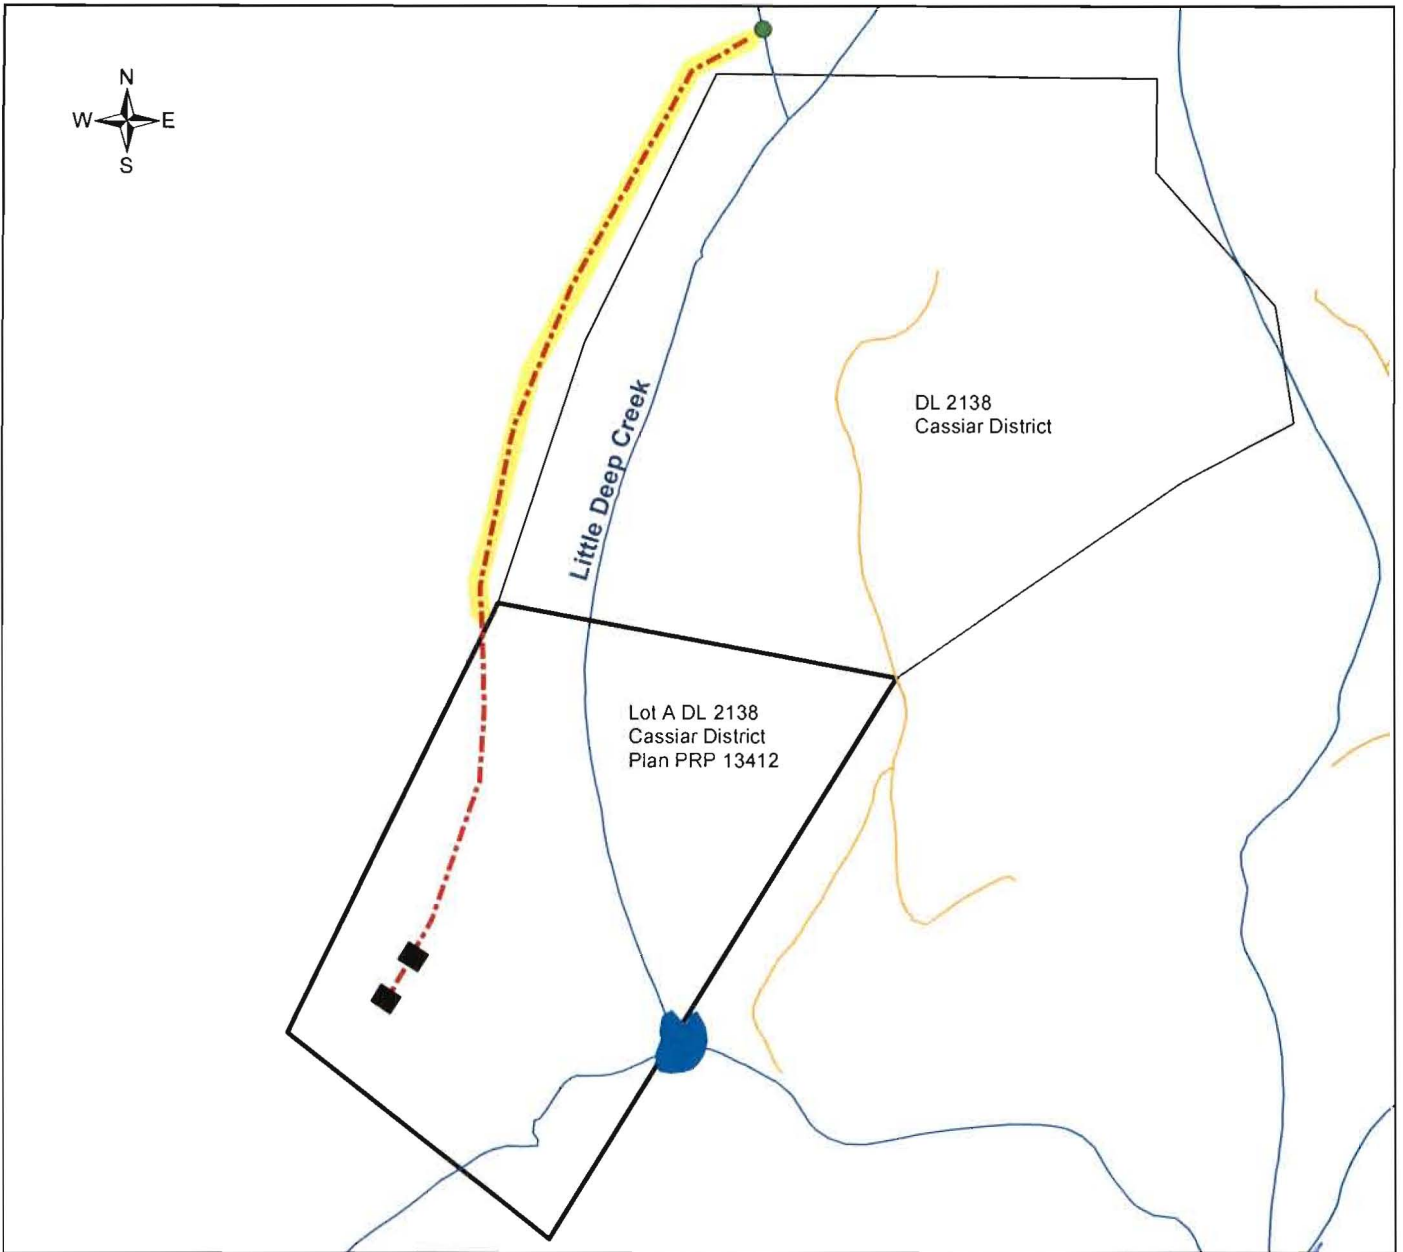 N
W E
S
DL 2138
Cassiar District
Little Deep Creek
Lot A DL 2138
Cassiar District
Plan PRP 13412